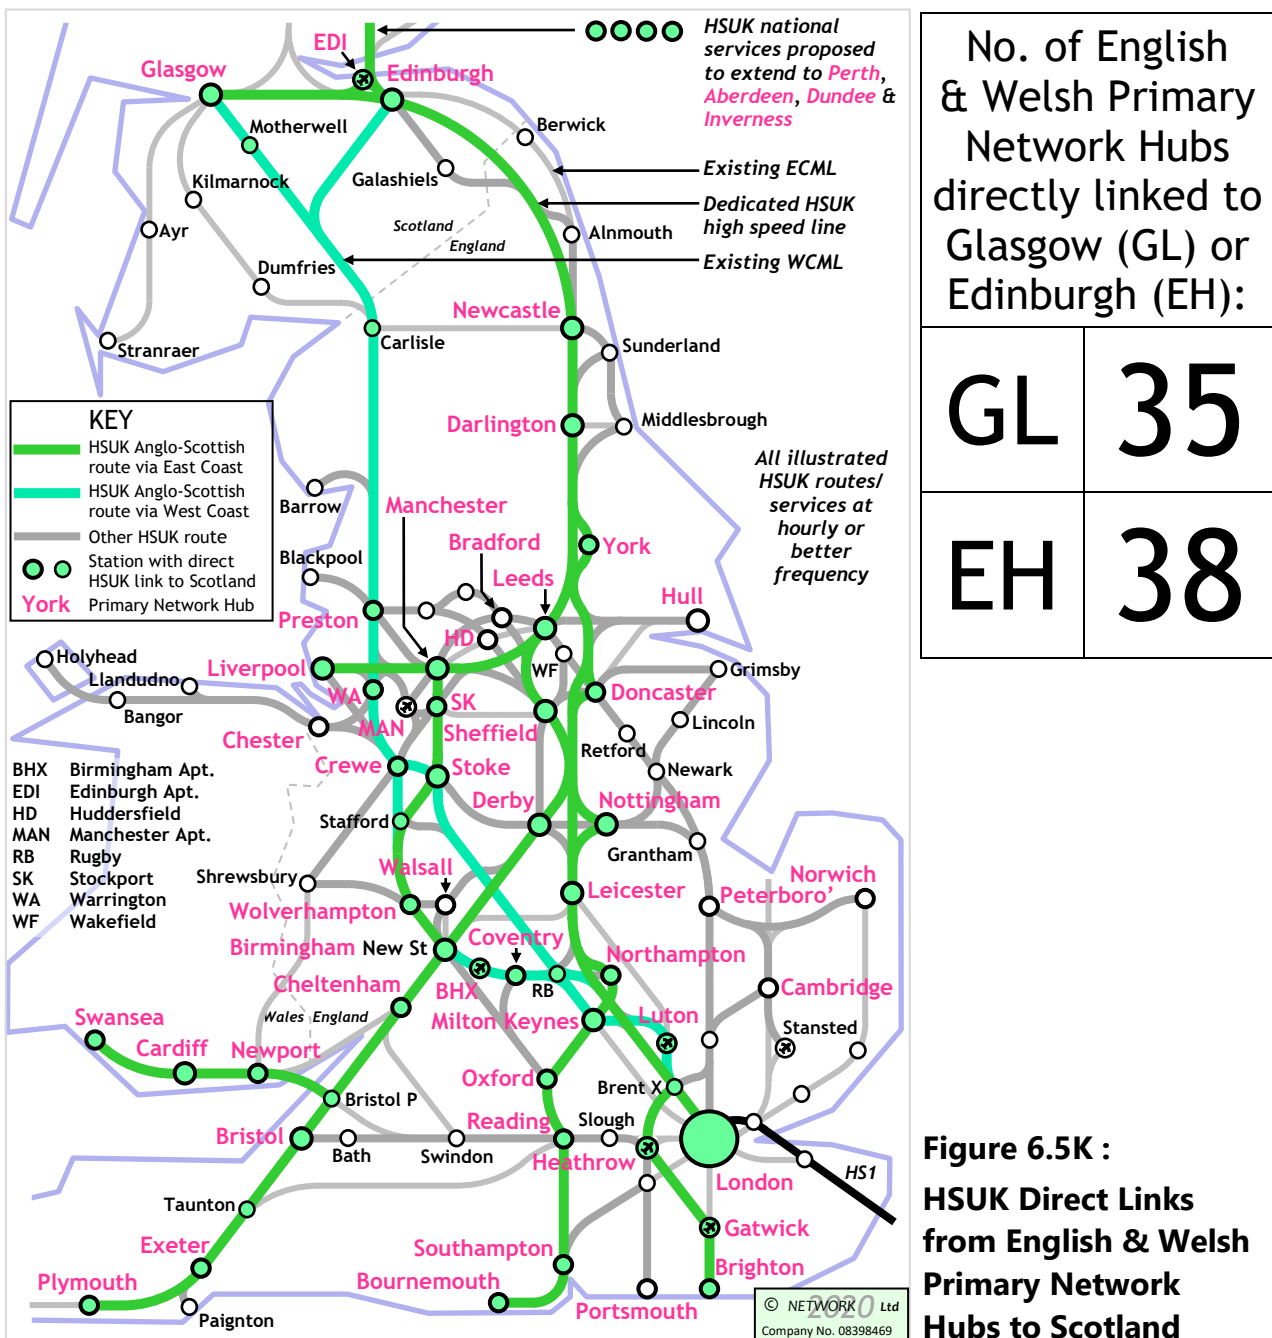 HSUK national
services proposed
to extend to Perth,
Aberdeen, Dundee &
Inverness
EDI
Glasgow
Edinburgh
Motherwell
Berwick
Kilmarnock
Galashiels
Existing ECML
Dedicated HSUK
high speed line
Scotland
England
Ayr
Alnmouth
Existing WCML
Dumfries
Newcastle
Stranraer
Carlisle
Sunderland
KEY
HSUK Anglo-Scottish
route via East Coast
HSUK Anglo-Scottish
route via West Coast
Other HSUK route
Station with direct
HSUK link to Scotland
York Primary Network Hub
Darlington
Middlesbrough
All illustrated
HSUK routes/
services at
hourly or
better
frequency
Barrow
Manchester
Bradford
York
Blackpool
Leeds
Hull
Preston
HD
WF
Holyhead
Llandudno
Bangor
Liverpool
WA
MAN
SK
Doncaster
Grimsby
Lincoln
Chester
Sheffield
Retford
Newark
Crewe
Stoke
BHX Birmingham Apt.
EDI Edinburgh Apt.
HD Huddersfield
MAN Manchester Apt.
RB Rugby
SK Stockport
WA Warrington
WF Wakefield
Stafford
Derby
Nottingham
Grantham
Shrewsbury
Walsall
Leicester
Peterboro’
Norwich
Wolverhampton
Birmingham New St
Coventry
Northampton
Cheltenham
BHX
RB
Cambridge
Wales England
Milton Keynes
Luton
Stansted
Swansea
Cardiff
Newport
Oxford
Brent X
Bristol P
Reading
Slough
Bristol
Bath
Swindon
Heathrow
London
HS1
Taunton
Gatwick
Exeter
Southampton
Brighton
Plymouth
Bournemouth
Portsmouth
Paignton
© NETWORK 2020 Ltd
Company No. 08398469
No. of English
& Welsh Primary
Network Hubs
directly linked to
Glasgow (GL) or
Edinburgh (EH):
GL 35
EH 38
Figure 6.5K :
HSUK Direct Links
from English & Welsh
Primary Network
Hubs to Scotland